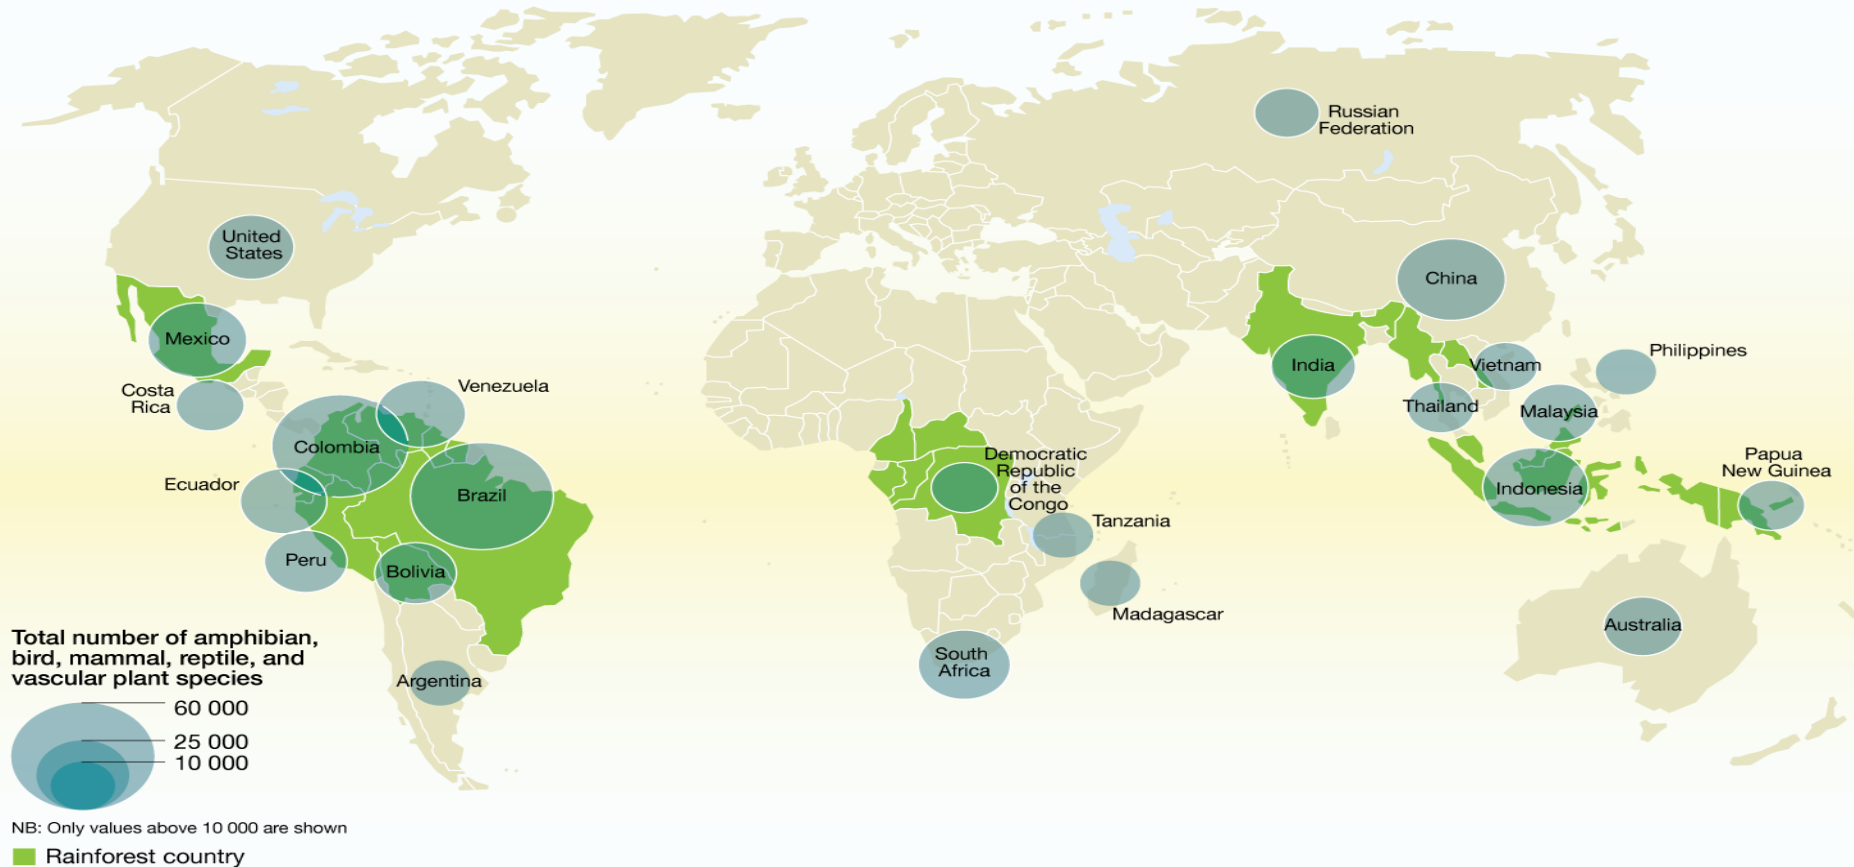 Russian
Federation
United
States
China
Mexico
Philippines
India
Vietnam
Costa
Rica
Venezuela
Thailand
Malaysia
Colombia
Democratic
Republic
of the
Congo
Papua
New Guinea
Ecuador
Brazil
Indonesia
Tanzania
Peru
Bolivia
Madagascar
Australia
South
Africa
Argentina
Total number of amphibian,
bird, mammal, reptile, and
vascular plant species
60 000
25 000
10 000
NB: Only values above 10 000 are shown
Rainforest country